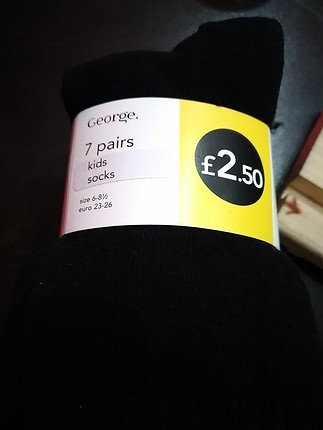 George.
7 pairs
kids
socks
size 6-8½
euro 23-26
£2.50